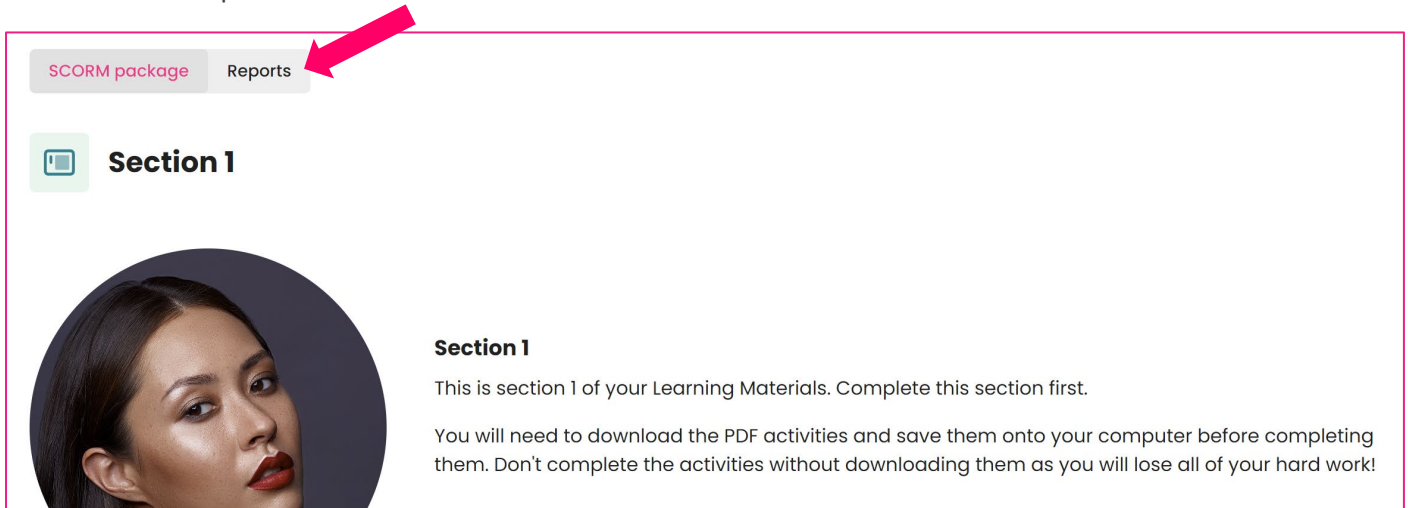 SCORM package Reports
Section 1
Section 1
This is section 1 of your Learning Materials. Complete this section first.
You will need to download the PDF activities and save them onto your computer before completing
them. Don't complete the activities without downloading them as you will lose all of your hard work!